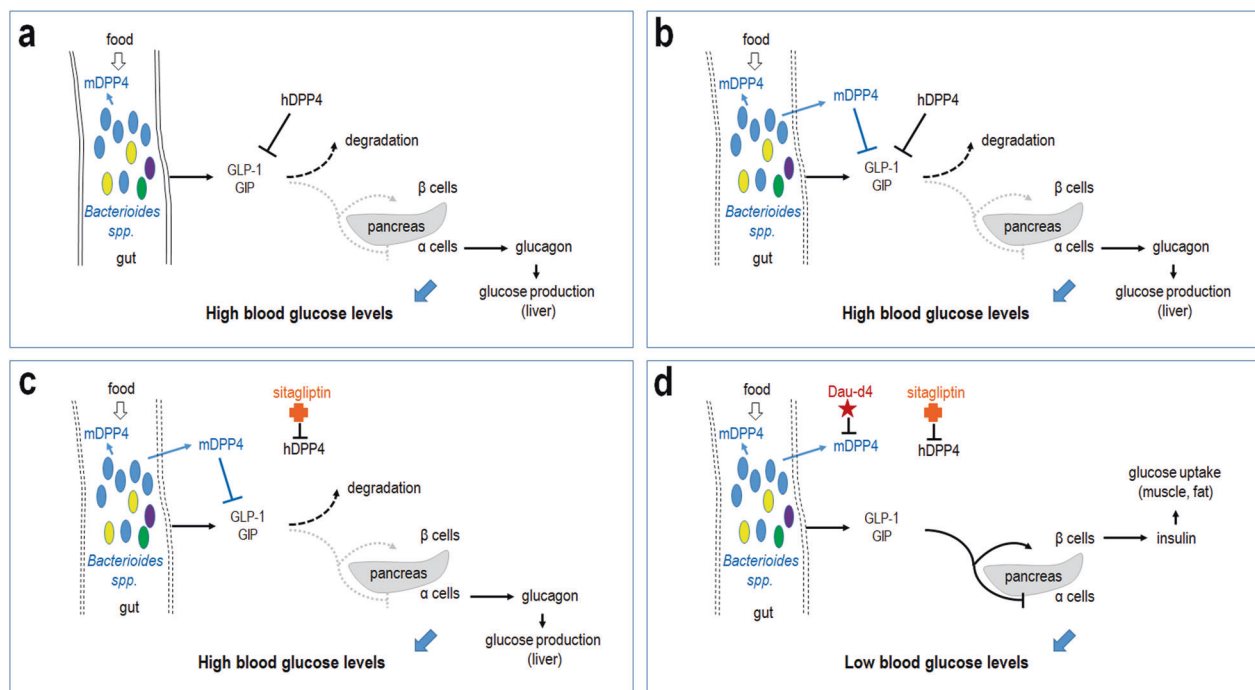 a
food
mDPP4
hDPP4
degradation
GLP-1
GIP
β cells
pancreas
α cells
glucagon
glucose production
(liver)
Bacterioides
spp.
gut
High blood glucose levels
b
food
mDPP4
mDPP4
hDPP4
degradation
GLP-1
GIP
β cells
pancreas
α cells
glucagon
glucose production
(liver)
Bacterioides
spp.
gut
High blood glucose levels
c
food
sitagliptin
mDPP4
mDPP4
hDPP4
degradation
GLP-1
GIP
β cells
pancreas
α cells
glucagon
glucose production
(liver)
Bacterioides
spp.
gut
High blood glucose levels
d
food
Dau-d4
sitagliptin
mDPP4
mDPP4
hDPP4
glucose uptake
(muscle, fat)
GLP-1
GIP
β cells
insulin
pancreas
α cells
Bacterioides
spp.
gut
Low blood glucose levels